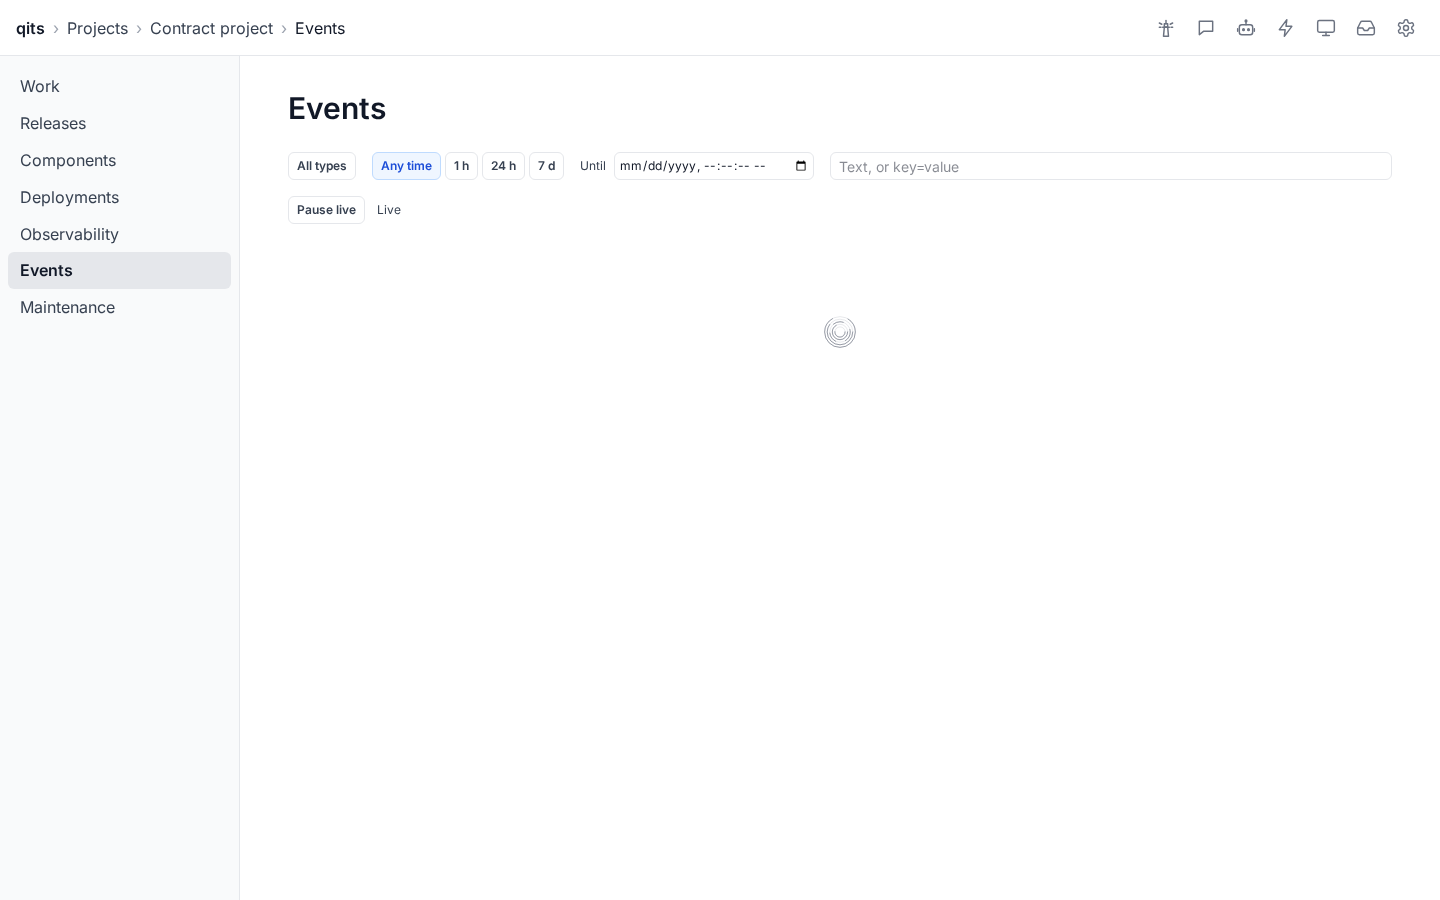 qits › Projects › Contract project › Events
Work
Releases
Components
Deployments
Observability
Events
Maintenance
Events
All types Any time 1 h 24 h 7 d Until mm/dd/yyyy, --:--:-- -- Text, or key=value
Pause live Live